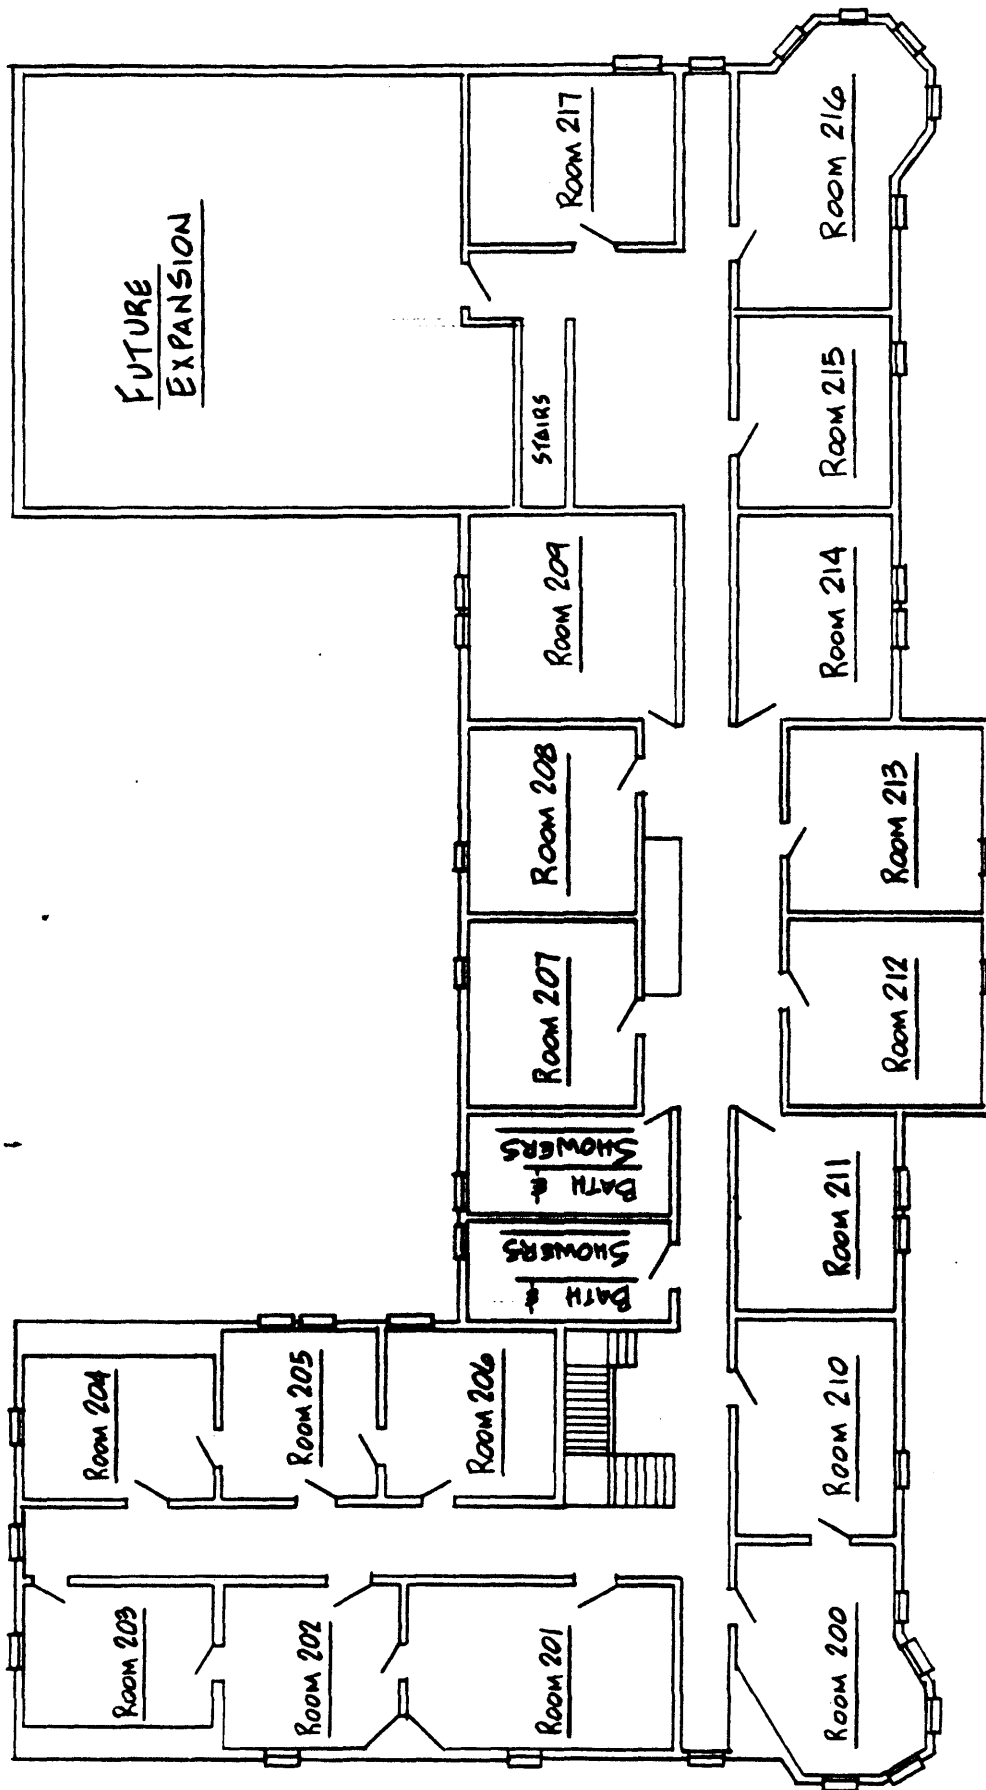 FUTURE
EXPANSION
ROOM 217
ROOM 216
STAIRS
ROOM 215
ROOM 209
ROOM 214
ROOM 208
ROOM 213
ROOM 207
ROOM 212
BATH &
SHOWERS
BATH &
SHOWERS
ROOM 211
ROOM 204
ROOM 205
ROOM 206
ROOM 210
ROOM 203
ROOM 202
ROOM 201
ROOM 200